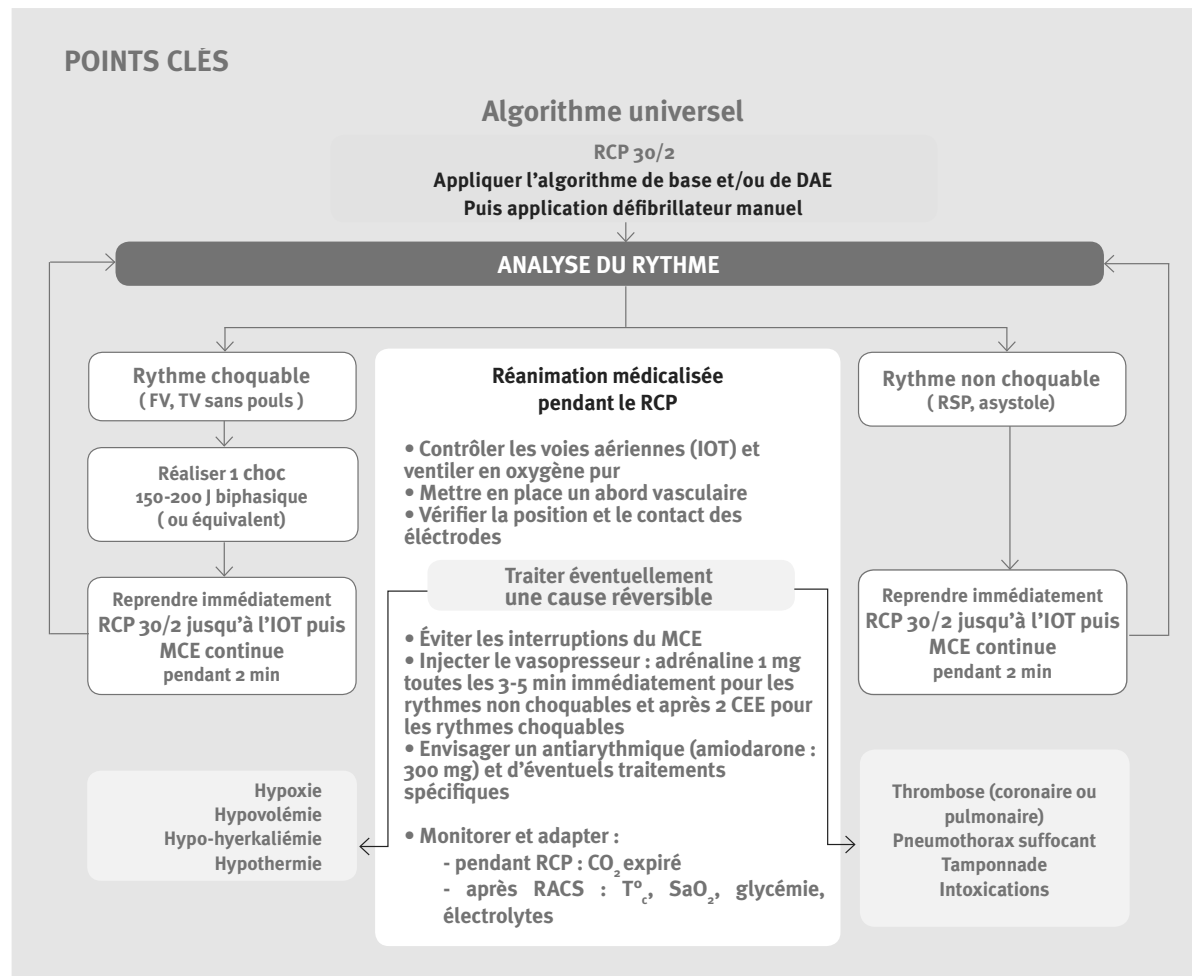 POINTS CLÉS
Algorithme universel
RCP 30/2
Appliquer l'algorithme de base et/ou de DAE
Puis application défibrillateur manuel
ANALYSE DU RYTHME
Rythme choquable
( FV, TV sans pouls )
Réaliser 1 choc
150-200 J biphasique
( ou équivalent)
Reprendre immédiatement
RCP 30/2 jusqu'à l'IOT puis
MCE continue
pendant 2 min
Réanimation médicalisée
pendant le RCP
• Contrôler les voies aériennes (IOT) et
ventiler en oxygène pur
• Mettre en place un abord vasculaire
• Vérifier la position et le contact des
éléctrodes
Traiter éventuellement
une cause réversible
• Éviter les interruptions du MCE
• Injecter le vasopresseur : adrénaline 1 mg
toutes les 3-5 min immédiatement pour les
rythmes non choquables et après 2 CEE pour
les rythmes choquables
• Envisager un antiarythmique (amiodarone :
300 mg) et d'éventuels traitements
spécifiques
• Monitorer et adapter :
- pendant RCP : CO₂ expiré
- après RACS : T°c, SaO₂, glycémie,
électrolytes
Rythme non choquable
( RSP, asystole)
Reprendre immédiatement
RCP 30/2 jusqu'à l'IOT puis
MCE continue
pendant 2 min
Hypoxie
Hypovolémie
Hypo-hyerkaliémie
Hypothermie
Thrombose (coronaire ou
pulmonaire)
Pneumothorax suffocant
Tamponnade
Intoxications